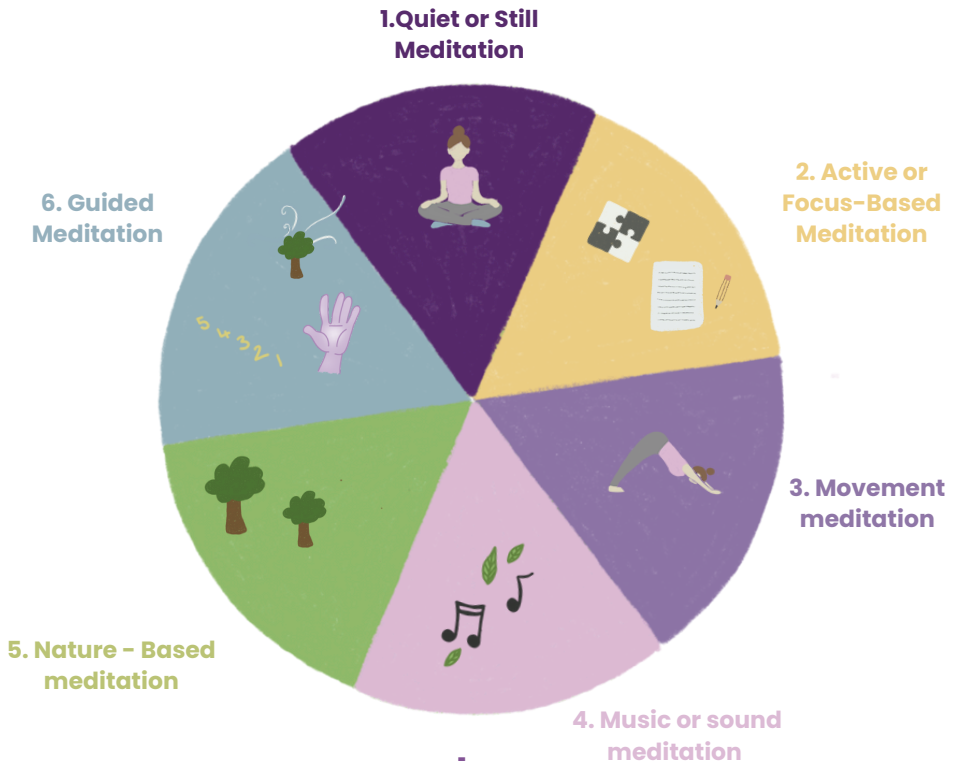 1.Quiet or Still
Meditation
2. Active or
Focus-Based
Meditation
3. Movement
meditation
4. Music or sound
meditation
5. Nature - Based
meditation
6. Guided
Meditation
5 4 3 2 1